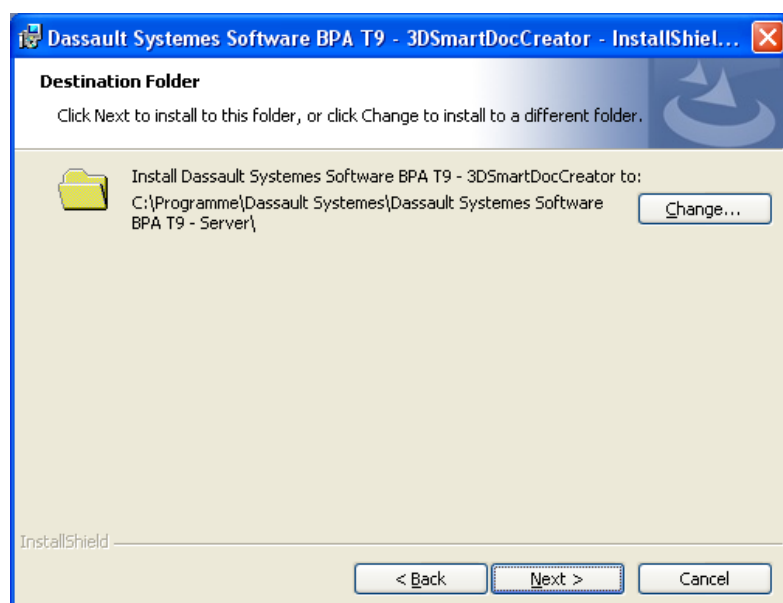 Dassault Systemes Software BPA T9 - 3DSmartDocCreator - InstallShiel...
Destination Folder
Click Next to install to this folder, or click Change to install to a different folder.
Install Dassault Systemes Software BPA T9 - 3DSmartDocCreator to:
C:\Programme\Dassault Systemes\Dassault Systemes Software
BPA T9 - Server\
Change...
InstallShield
< Back
Next >
Cancel